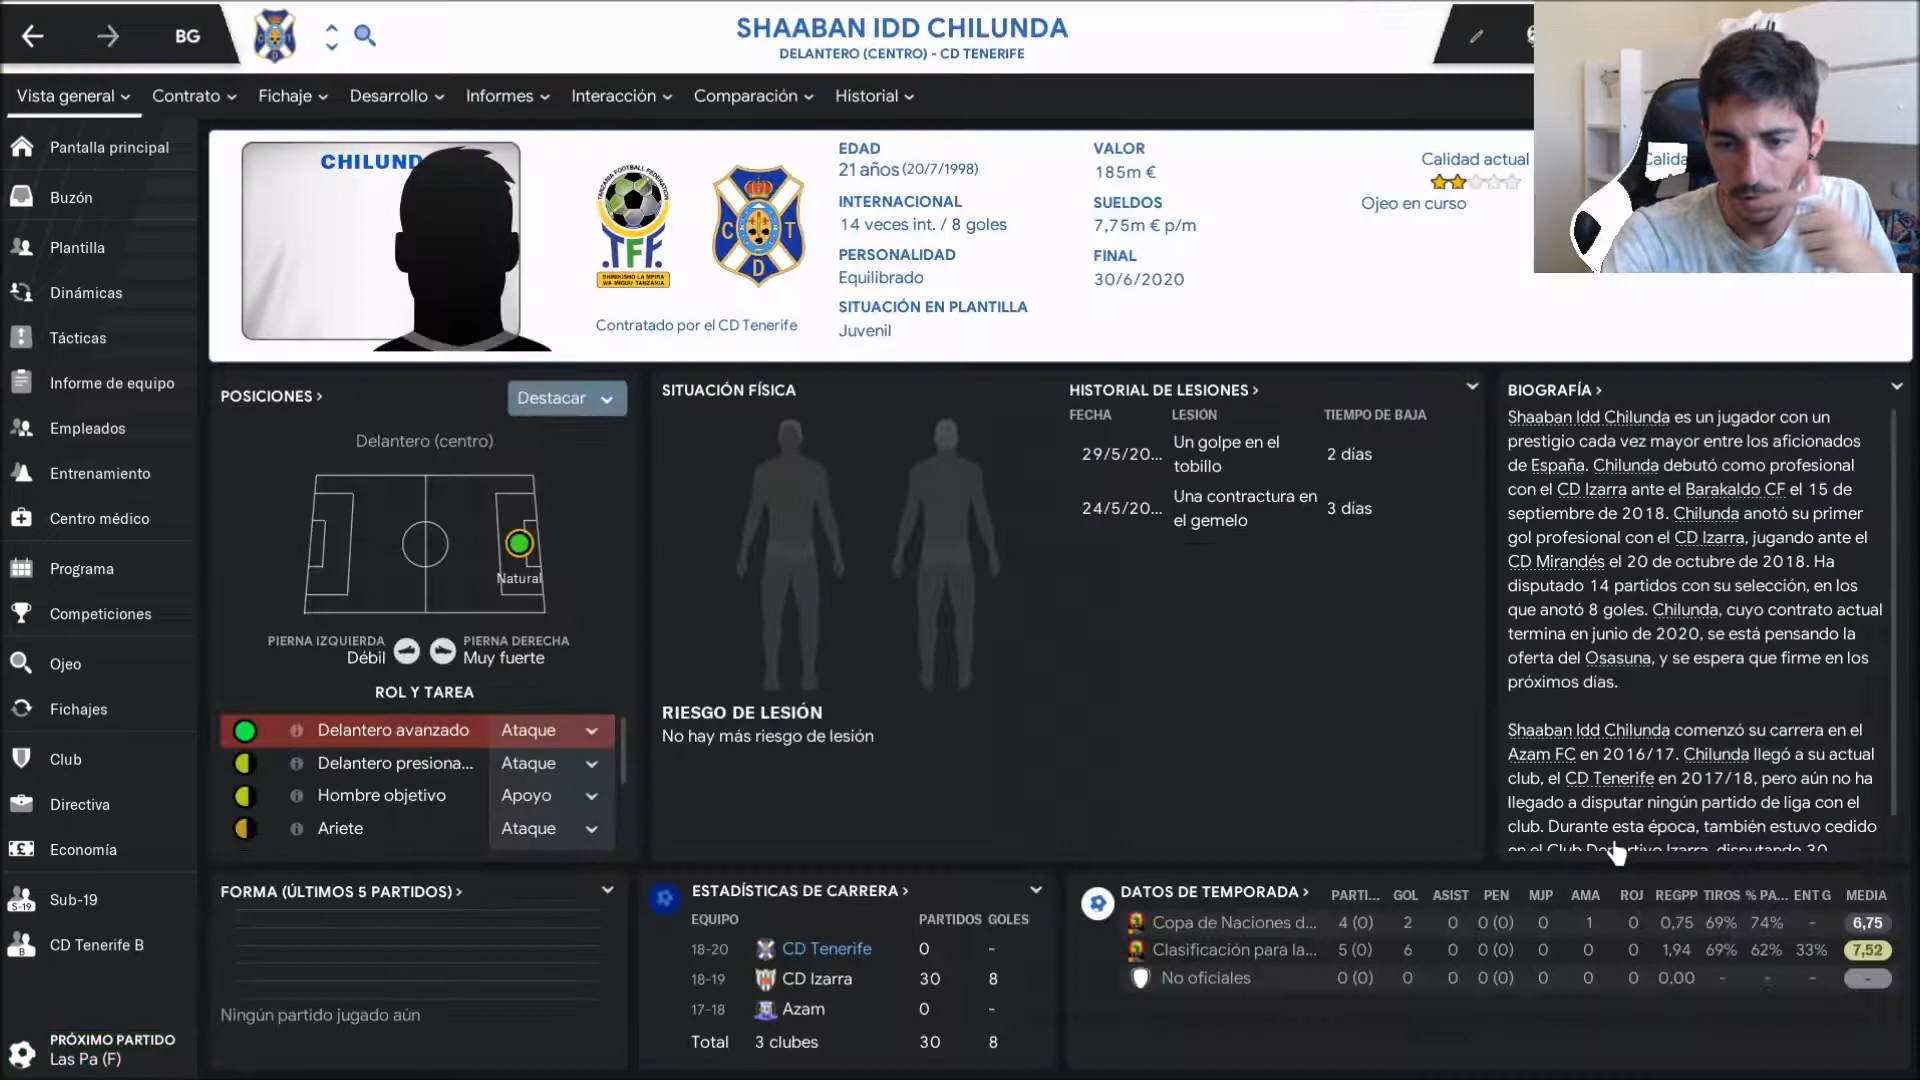 BG
SHAABAN IDD CHILUNDA
DELANTERO (CENTRO) - CD TENERIFE
Vista general
Contrato
Fichaje
Desarrollo
Informes
Interacción
Comparación
Historial
Pantalla principal
Buzón
Plantilla
Dinámicas
Tácticas
Informe de equipo
Empleados
Entrenamiento
Centro médico
Programa
Competiciones
Ojeo
Fichajes
Club
Directiva
Economía
S-19
Sub-19
B
CD Tenerife B
PRÓXIMO PARTIDO
Las Pa (F)
CHILUND
TANZANIA FOOTBALL FEDERATION
TFF
SHIRIKISHO LA MPIRA
WA MIGUU TANZANIA
C T
D
Contratado por el CD Tenerife
EDAD
21 años (20/7/1998)
INTERNACIONAL
14 veces int. / 8 goles
PERSONALIDAD
Equilibrado
SITUACIÓN EN PLANTILLA
Juvenil
VALOR
185m €
SUELDOS
7,75m € p/m
FINAL
30/6/2020
Calidad actual
Calida
Ojeo en curso
POSICIONES >
Destacar
Delantero (centro)
Natural
PIERNA IZQUIERDA
Débil
PIERNA DERECHA
Muy fuerte
ROL Y TAREA
Delantero avanzado Ataque
Delantero presiona... Ataque
Hombre objetivo Apoyo
Ariete Ataque
SITUACIÓN FÍSICA
RIESGO DE LESIÓN
No hay más riesgo de lesión
HISTORIAL DE LESIONES >
FECHA LESIÓN TIEMPO DE BAJA
29/5/20... Un golpe en el tobillo 2 días
24/5/20... Una contractura en el gemelo 3 días
BIOGRAFÍA >
Shaaban Idd Chilunda es un jugador con un
prestigio cada vez mayor entre los aficionados
de España. Chilunda debutó como profesional
con el CD Izarra ante el Barakaldo CF el 15 de
septiembre de 2018. Chilunda anotó su primer
gol profesional con el CD Izarra, jugando ante el
CD Mirandés el 20 de octubre de 2018. Ha
disputado 14 partidos con su selección, en los
que anotó 8 goles. Chilunda, cuyo contrato actual
termina en junio de 2020, se está pensando la
oferta del Osasuna, y se espera que firme en los
próximos días.
Shaaban Idd Chilunda comenzó su carrera en el
Azam FC en 2016/17. Chilunda llegó a su actual
club, el CD Tenerife en 2017/18, pero aún no ha
llegado a disputar ningún partido de liga con el
club. Durante esta época, también estuvo cedido
en el Club Deportivo Izarra, disputando 30
FORMA (ÚLTIMOS 5 PARTIDOS) >
Ningún partido jugado aún
ESTADÍSTICAS DE CARRERA >
EQUIPO PARTIDOS GOLES
18-20 CD Tenerife 0 -
18-19 CD Izarra 30 8
17-18 Azam 0 -
Total 3 clubes 30 8
DATOS DE TEMPORADA > PARTI... GOL ASIST PEN MJP AMA ROJ REGPP TIROS % PA... ENT G MEDIA
Copa de Naciones d... 4 (0) 2 0 0 (0) 0 1 0 0,75 69% 74% - 6,75
Clasificación para la... 5 (0) 6 0 0 (0) 0 0 0 1,94 69% 62% 33% 7,52
No oficiales 0 (0) 0 0 0 (0) 0 0 0 0,00 - - - -